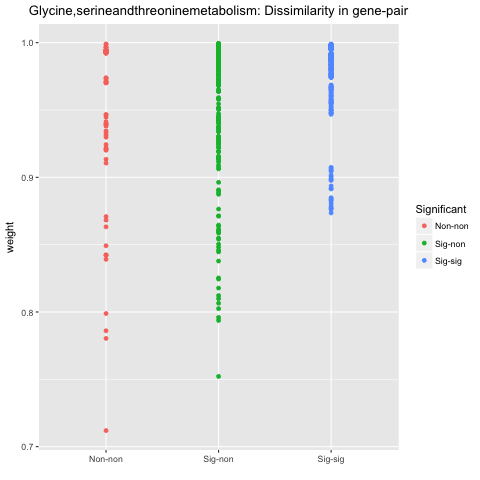 Glycine,serineandthreoninemetabolism: Dissimilarity in gene-pair
1.0
0.9
0.8
0.7
weight
Non-non
Sig-non
Sig-sig
Significant
Non-non
Sig-non
Sig-sig